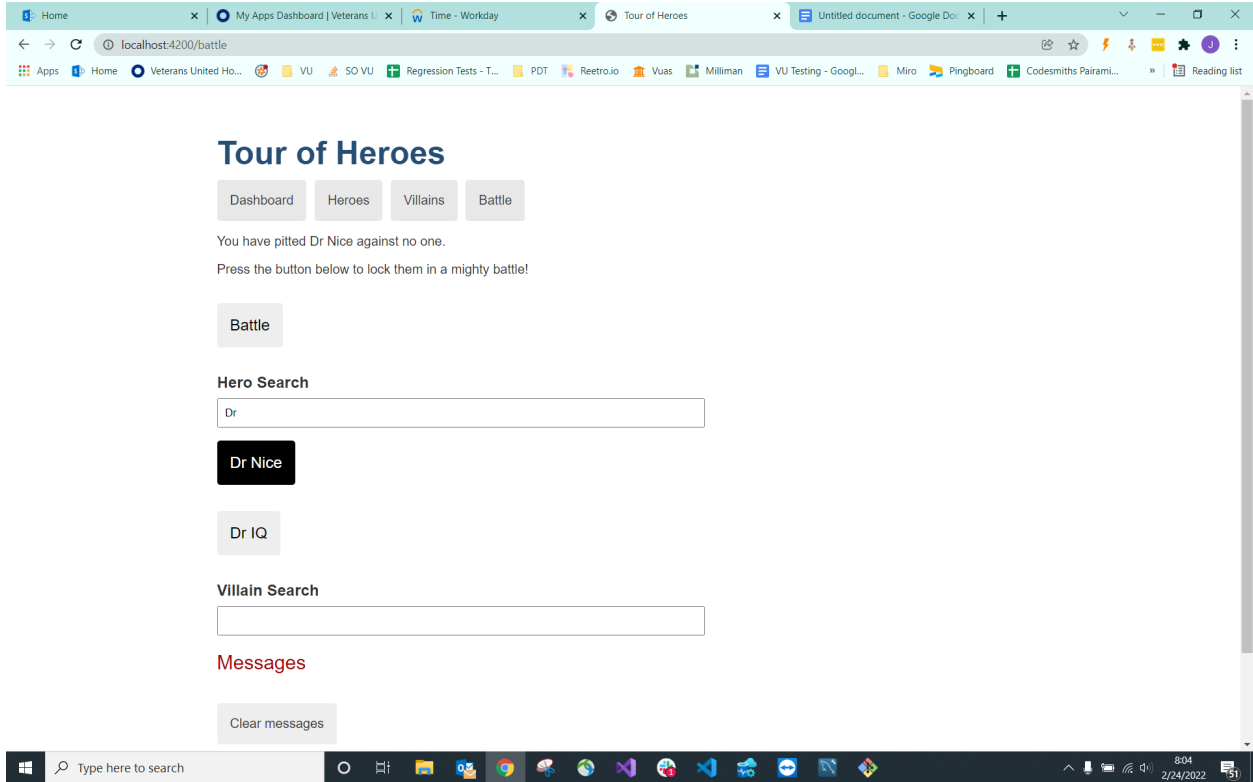 Home
My Apps Dashboard | Veterans U
Time - Workday
Tour of Heroes
Untitled document - Google Doc
localhost:4200/battle
J
Apps Home Veterans United Ho... VU SO VU Regression Tests - T... PDT Reetro.io Vuas Milliman VU Testing - Googl... Miro Pingboard Codesmiths Pairami... » Reading list
Tour of Heroes
Dashboard Heroes Villains Battle
You have pitted Dr Nice against no one.
Press the button below to lock them in a mighty battle!
Battle
Hero Search
Dr
Dr Nice
Dr IQ
Villain Search
Messages
Clear messages
Type here to search
8:04
2/24/2022
51